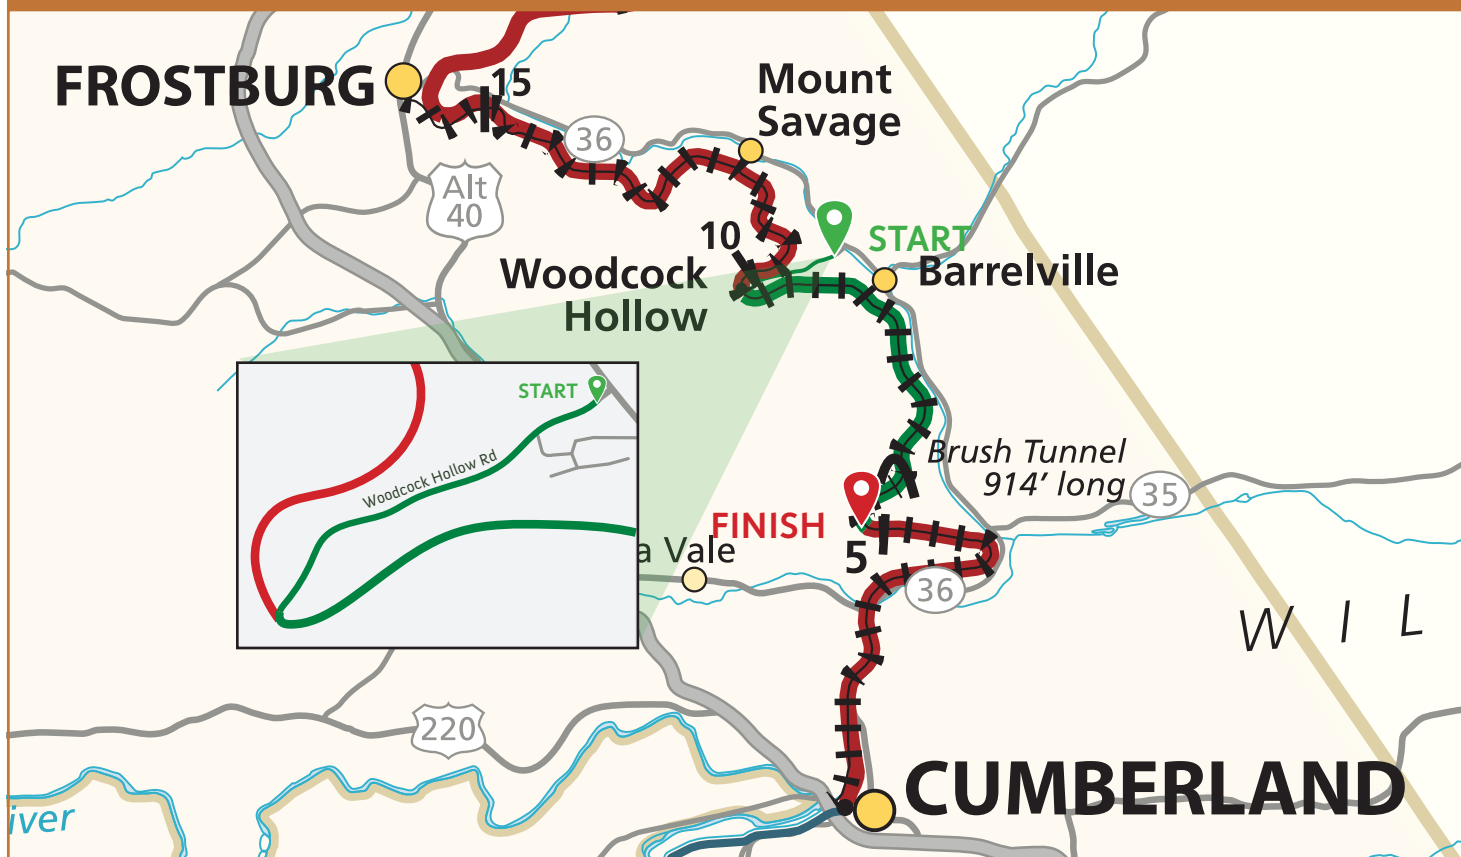 FROSTBURG
15
Mount
Savage
36
Alt
40
10
START
Woodcock
Hollow
Barrelville
START
Woodcock Hollow Rd
Brush Tunnel
914’ long
35
FINISH
a Vale
5
36
W I L
220
CUMBERLAND
iver